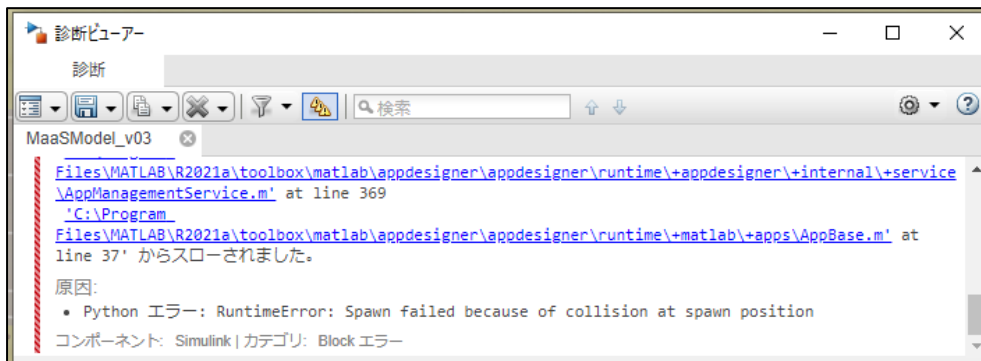 診断ビューアー
診断
検索
MaaSModel_v03
Files\MATLAB\R2021a\toolbox\matlab\appdesigner\appdesigner\runtime\+appdesigner\+internal\+service
\AppManagementService.m' at line 369
'C:\Program
Files\MATLAB\R2021a\toolbox\matlab\appdesigner\appdesigner\runtime\+matlab\+apps\AppBase.m' at
line 37' からスローされました。
原因:
• Python エラー: RuntimeError: Spawn failed because of collision at spawn position
コンポーネント: Simulink | カテゴリ: Block エラー